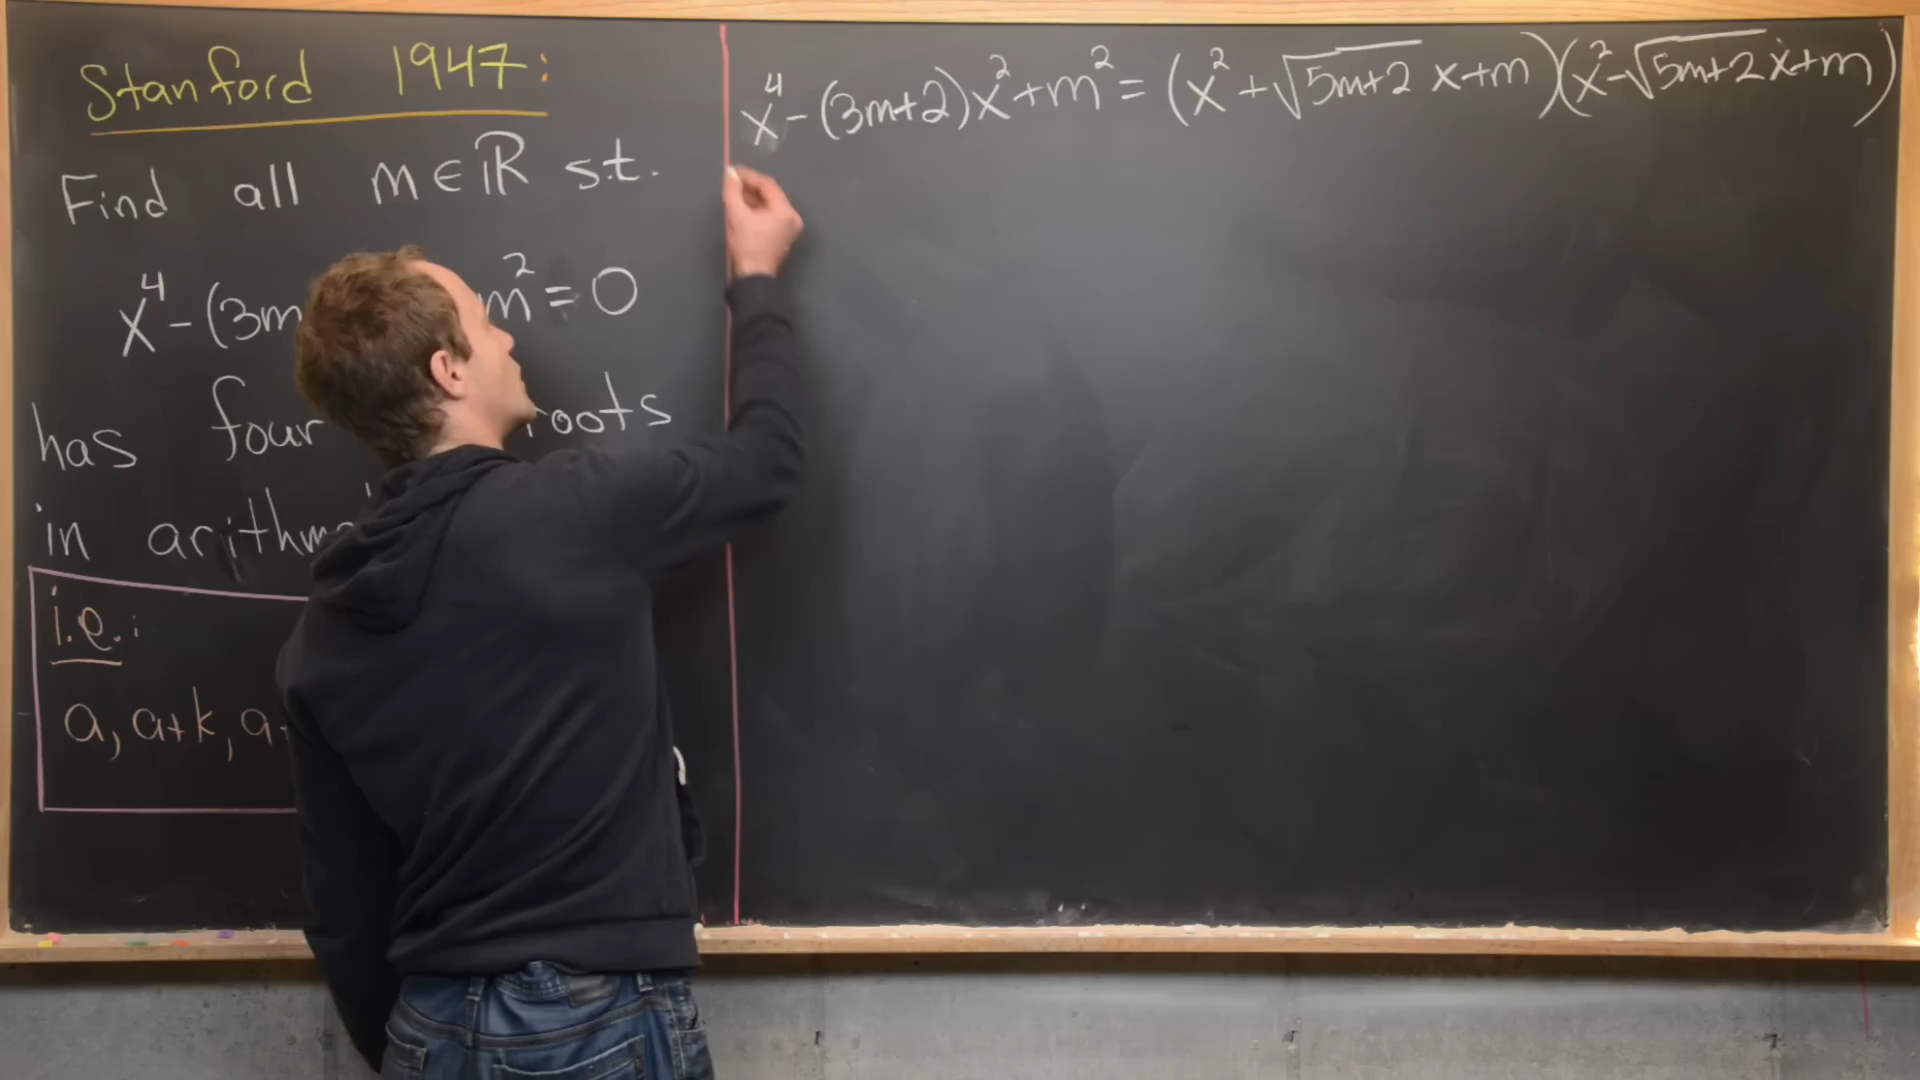 Stanford 1947:
Find all m∈ℝ s.t.
x⁴-(3m m²=0
has four roots
in arithm
i.e.:
a, a+k, a+
x⁴-(3m+2)x²+m²=(x²+√(5m+2) x+m)(x²-√(5m+2) x+m)